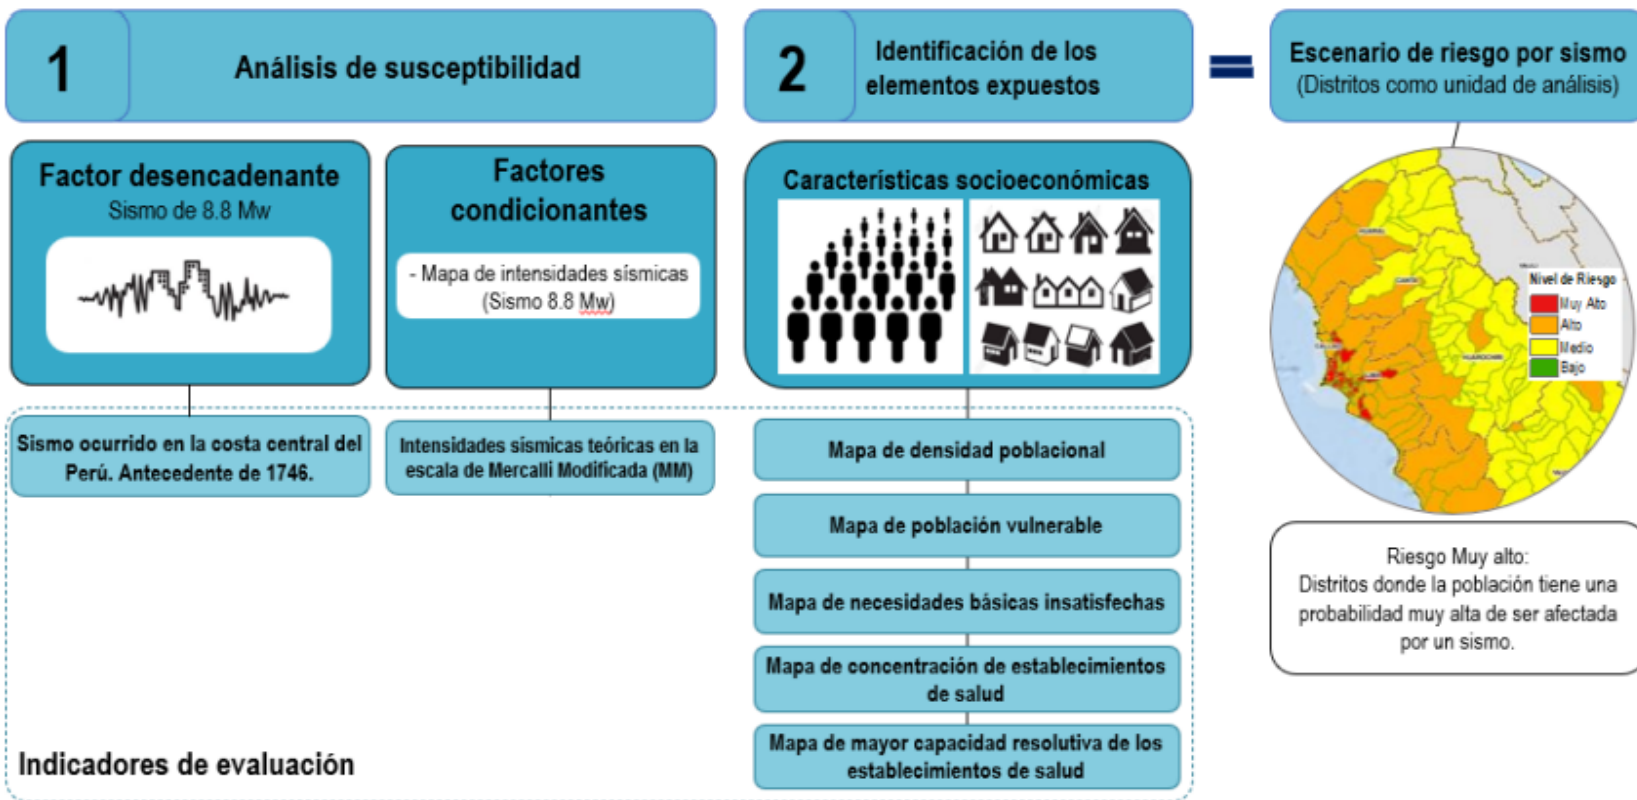 1
Análisis de susceptibilidad
2
Identificación de los
elementos expuestos
=
Escenario de riesgo por sismo
(Distritos como unidad de análisis)
Factor desencadenante
Sismo de 8.8 Mw
Factores
condicionantes
- Mapa de intensidades sísmicas
(Sismo 8.8 Mw)
Características socioeconómicas
Nivel de Riesgo
Muy Alto
Alto
Medio
Bajo
CANTA
CALLAO
LIMA
HUAROCHIRI
Sismo ocurrido en la costa central del
Perú. Antecedente de 1746.
Intensidades sísmicas teóricas en la
escala de Mercalli Modificada (MM)
Mapa de densidad poblacional
Mapa de población vulnerable
Mapa de necesidades básicas insatisfechas
Mapa de concentración de establecimientos
de salud
Mapa de mayor capacidad resolutiva de los
establecimientos de salud
Riesgo Muy alto:
Distritos donde la población tiene una
probabilidad muy alta de ser afectada
por un sismo.
Indicadores de evaluación